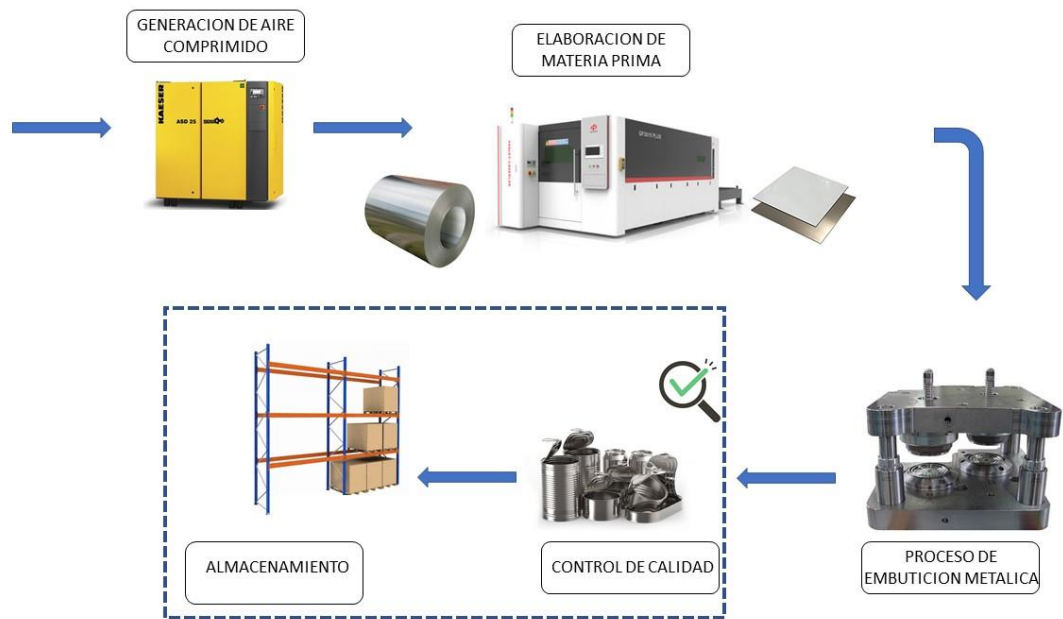 GENERACION DE AIRE
COMPRIMIDO
ELABORACION DE
MATERIA PRIMA
KAESER
ASD 25
ALMACENAMIENTO
CONTROL DE CALIDAD
PROCESO DE
EMBUTICION METALICA